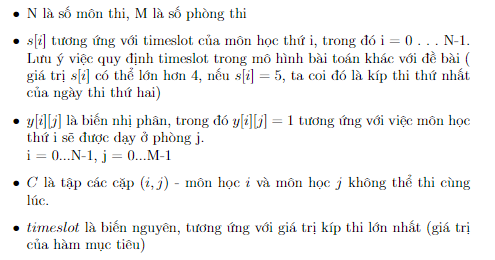 • N là số môn thi, M là số phòng thi
• s[i] tương ứng với timeslot của môn học thứ i, trong đó i = 0 . . . N-1.
Lưu ý việc quy định timeslot trong mô hình bài toán khác với đề bài (
giá trị s[i] có thể lớn hơn 4, nếu s[i] = 5, ta coi đó là kíp thi thứ nhất
của ngày thi thứ hai)
• y[i][j] là biến nhị phân, trong đó y[i][j] = 1 tương ứng với việc môn học
thứ i sẽ được dạy ở phòng j.
i = 0...N-1, j = 0...M-1
• C là tập các cặp (i, j) - môn học i và môn học j không thể thi cùng
lúc.
• timeslot là biến nguyên, tương ứng với giá trị kíp thi lớn nhất (giá trị
của hàm mục tiêu)